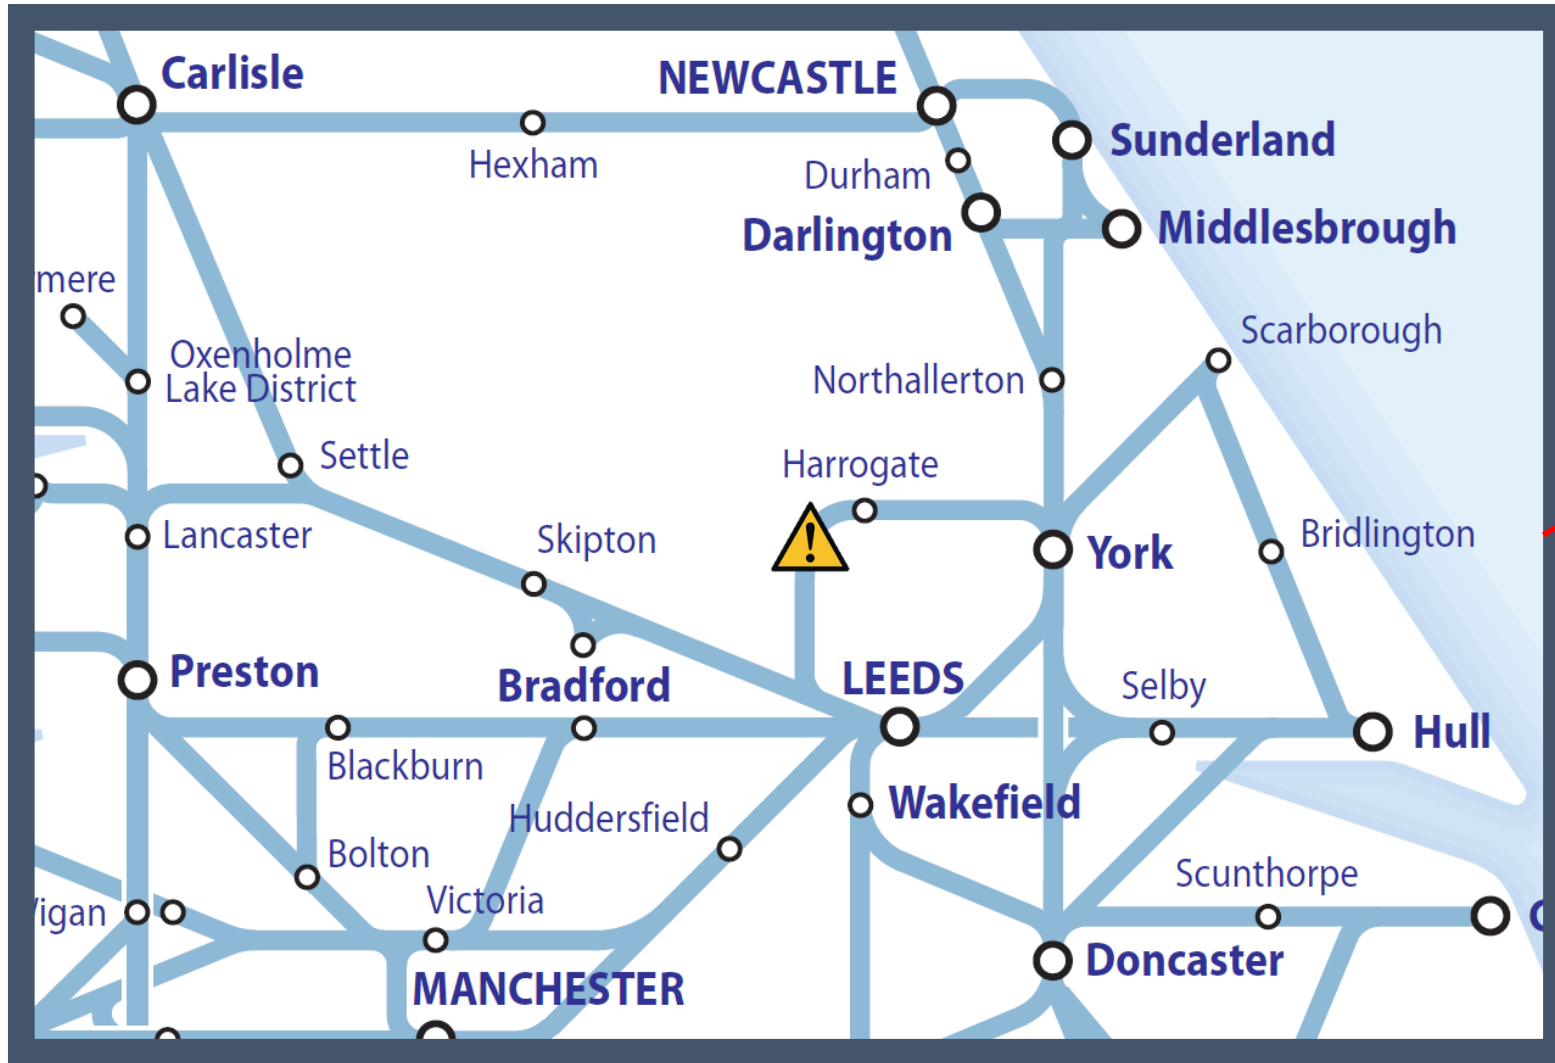 Carlisle
NEWCASTLE
Sunderland
Hexham
Durham
Darlington
Middlesbrough
mere
Oxenholme
Lake District
Scarborough
Northallerton
Settle
Harrogate
Lancaster
Skipton
Bridlington
York
Preston
Bradford
LEEDS
Selby
Hull
Blackburn
Wakefield
Huddersfield
Bolton
Scunthorpe
Victoria
igan
Doncaster
MANCHESTER